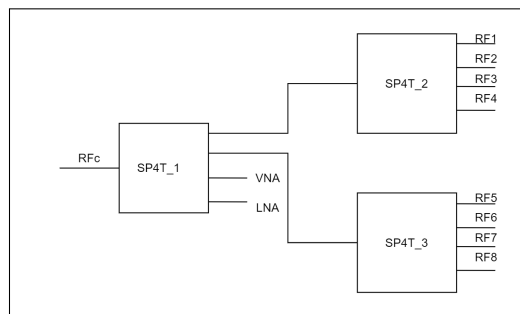 RF1
RF2
RF3
RF4
SP4T_2
RFc
SP4T_1
VNA
LNA
RF5
RF6
RF7
RF8
SP4T_3